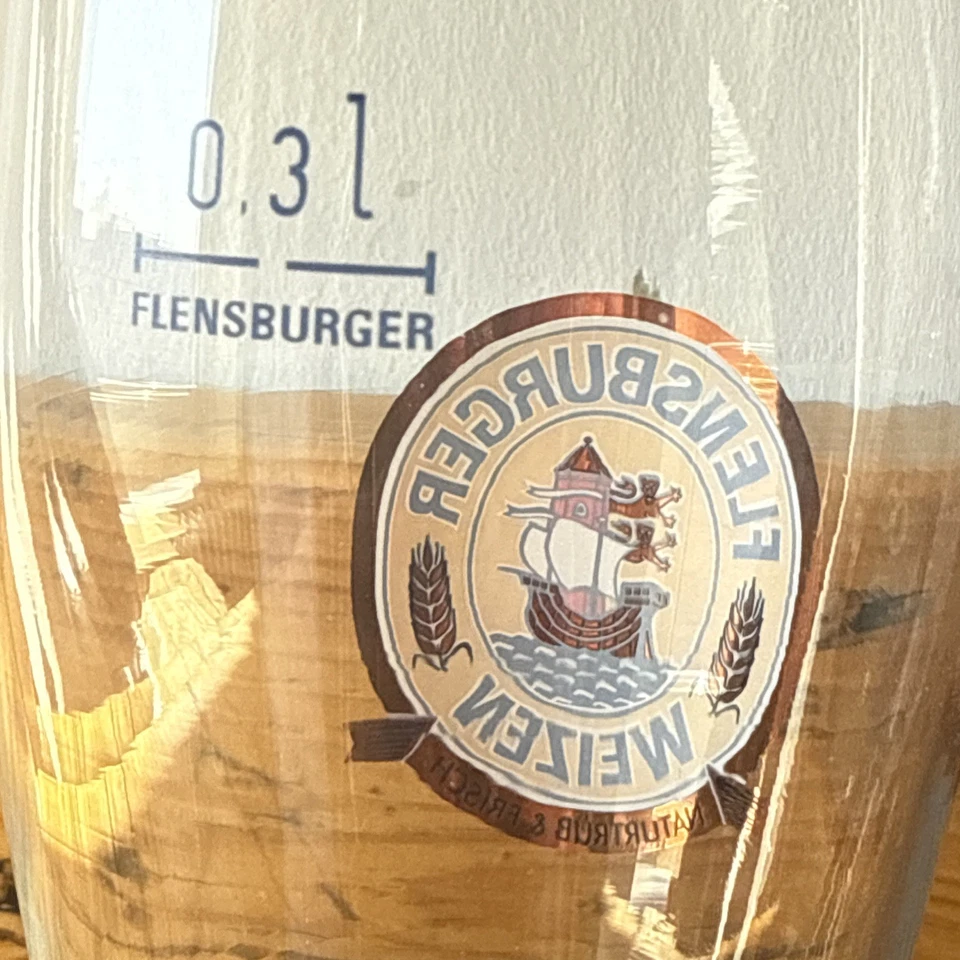 0,3 l
FLENSBURGER
FLENSBURGER
WEIZEN
NATURTRÜB & FRISCH